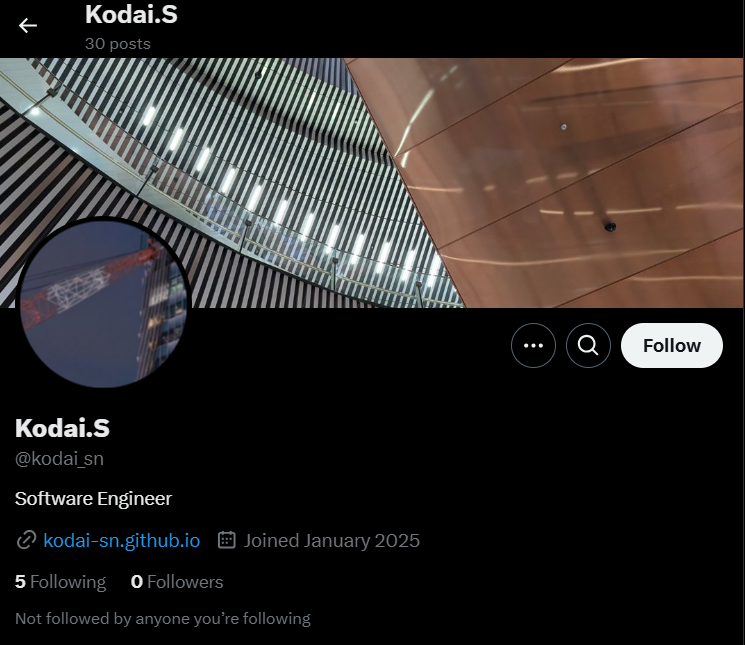 Kodai.S
30 posts
Follow
Kodai.S
@kodai_sn
Software Engineer
kodai-sn.github.io Joined January 2025
5 Following 0 Followers
Not followed by anyone you’re following